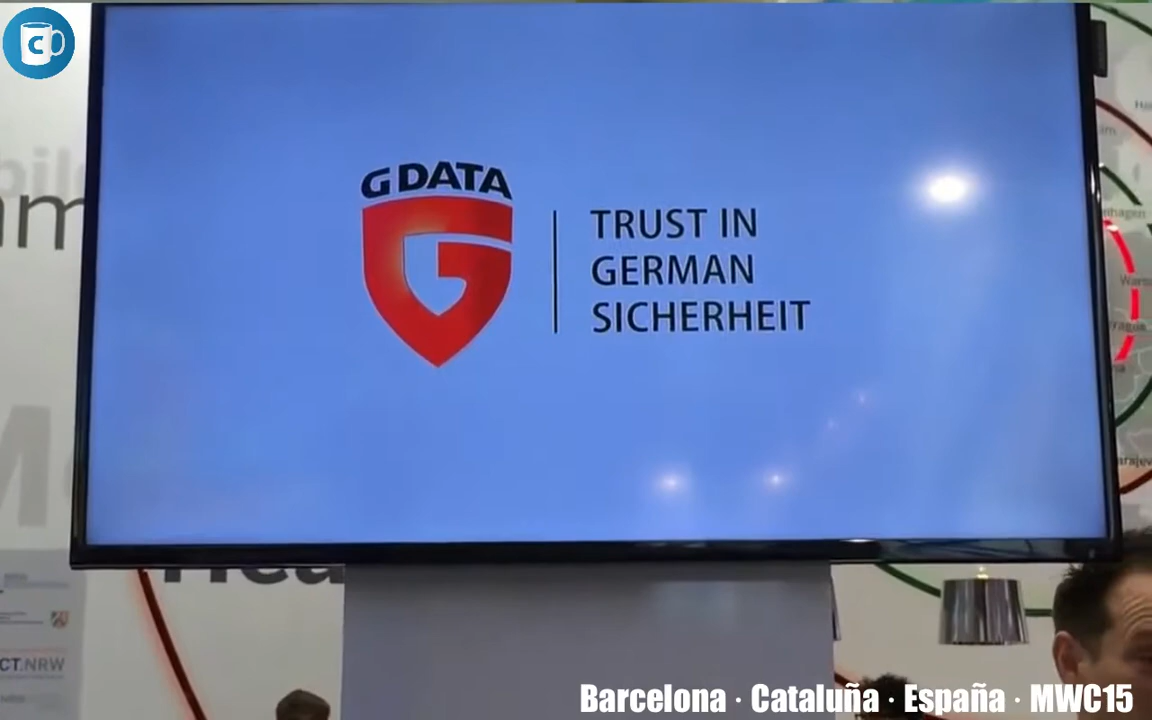 C
G DATA
TRUST IN
GERMAN
SICHERHEIT
CT.NRW
Barcelona · Cataluña · España · MWC15